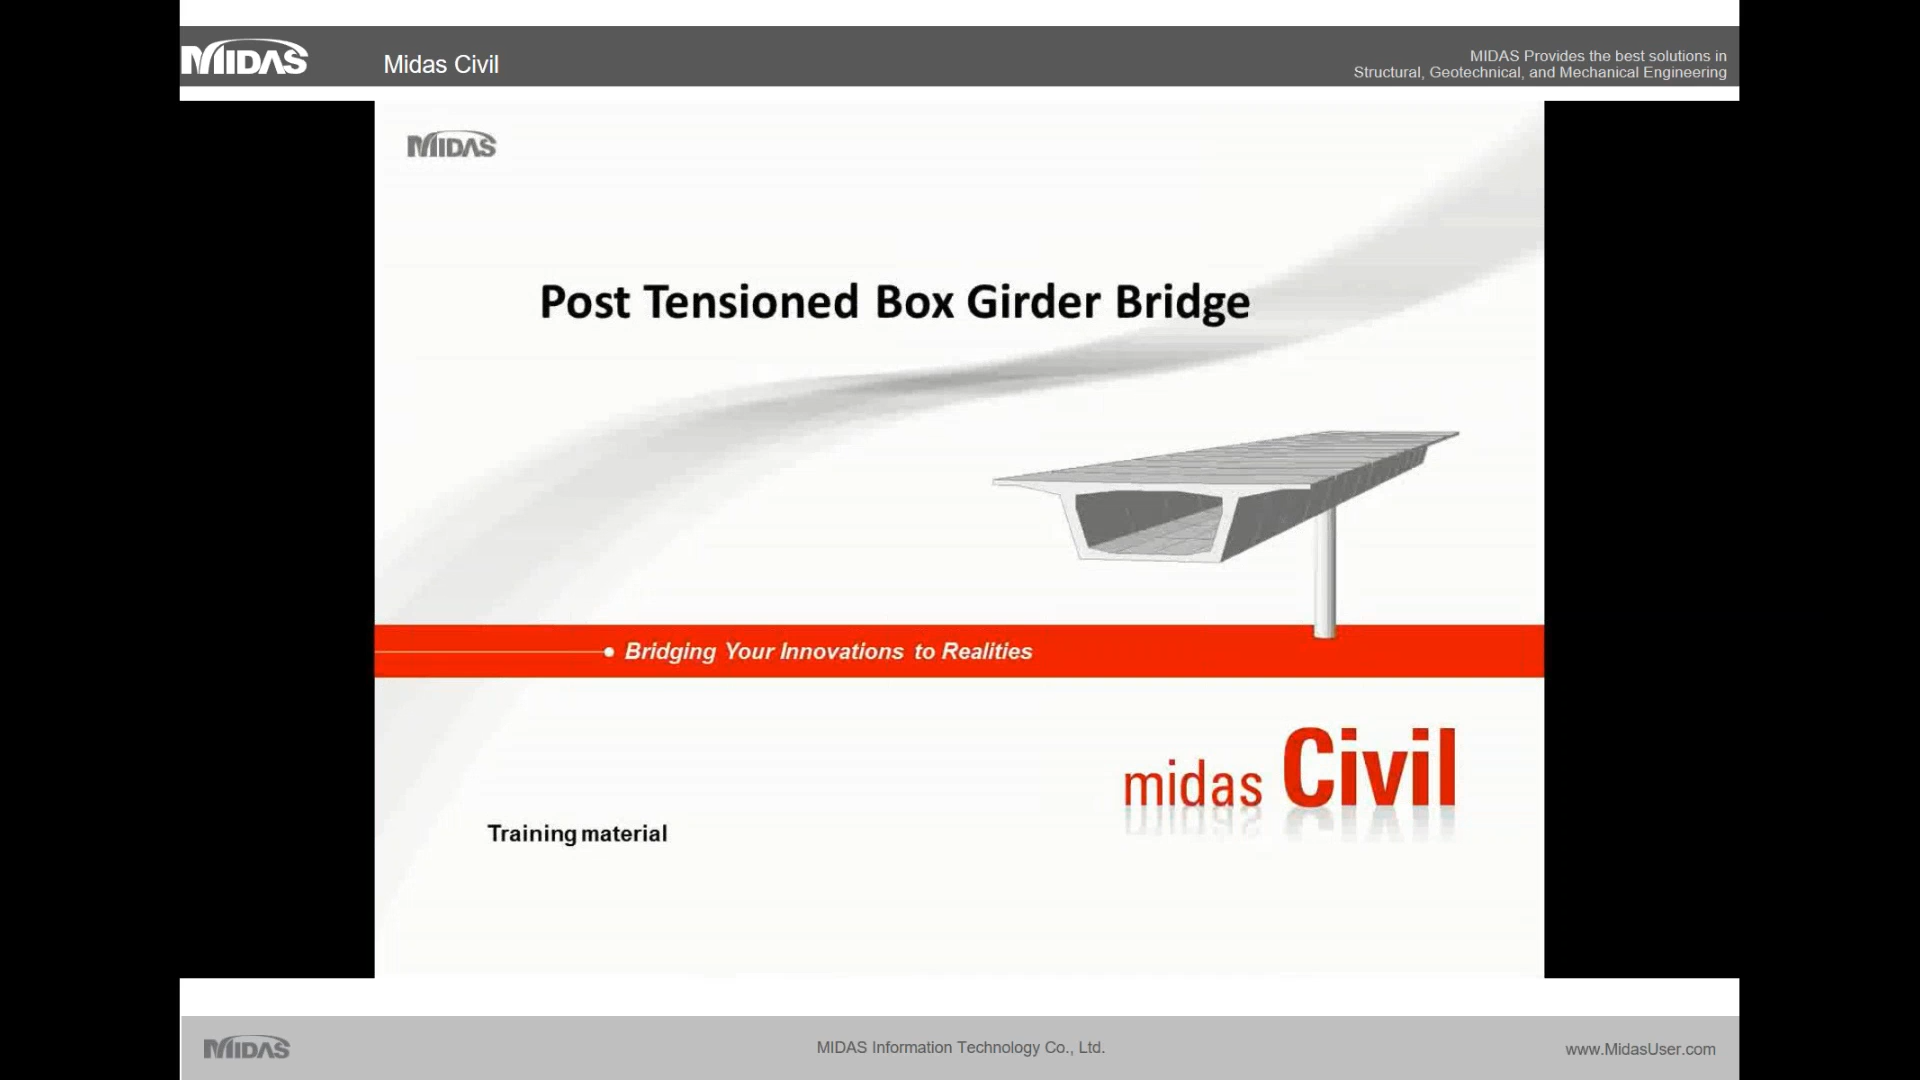 MIDAS
Midas Civil
MIDAS Provides the best solutions in
Structural, Geotechnical, and Mechanical Engineering
MIDAS
Post Tensioned Box Girder Bridge
Bridging Your Innovations to Realities
midas Civil
Training material
MIDAS
MIDAS Information Technology Co., Ltd.
www.MidasUser.com